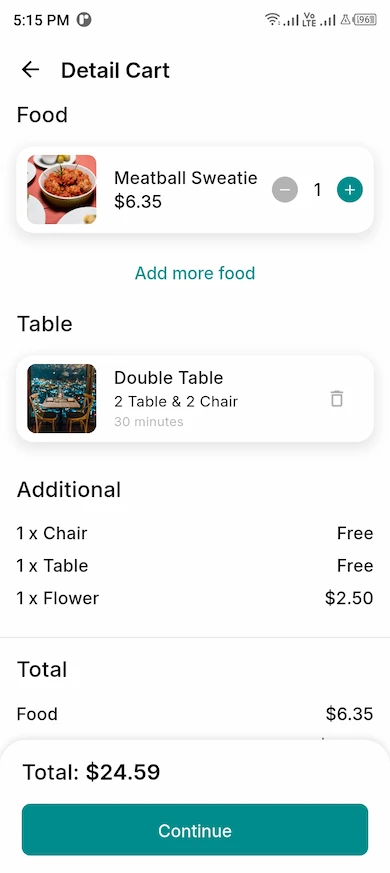 5:15 PM
Vo
LTE
96
Detail Cart
Food
Meatball Sweatie
$6.35
1
Add more food
Table
Double Table
2 Table & 2 Chair
30 minutes
Additional
1 x Chair Free
1 x Table Free
1 x Flower $2.50
Total
Food $6.35
Total: $24.59
Continue